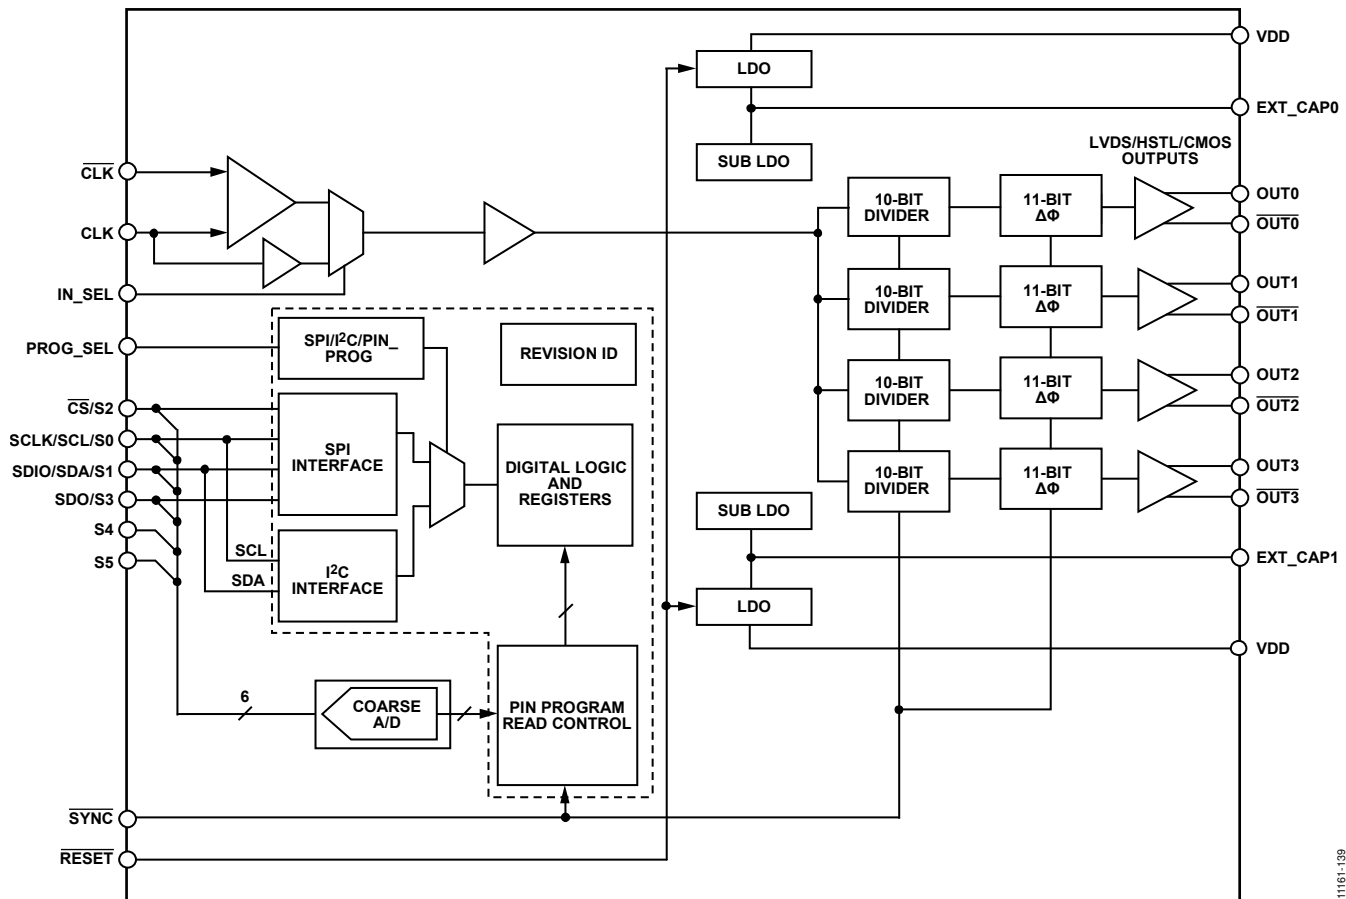 CLK
CLK
IN_SEL
PROG_SEL
CS/S2
SCLK/SCL/S0
SDIO/SDA/S1
SDO/S3
S4
S5
SYNC
RESET
SPI/I²C/PIN_
PROG
REVISION ID
SPI
INTERFACE
DIGITAL LOGIC
AND
REGISTERS
SCL
SDA
I²C
INTERFACE
6
COARSE
A/D
PIN PROGRAM
READ CONTROL
LDO
SUB LDO
LVDS/HSTL/CMOS
OUTPUTS
10-BIT
DIVIDER
11-BIT
ΔΦ
10-BIT
DIVIDER
11-BIT
ΔΦ
10-BIT
DIVIDER
11-BIT
ΔΦ
10-BIT
DIVIDER
11-BIT
ΔΦ
SUB LDO
LDO
VDD
EXT_CAP0
OUT0
OUT0
OUT1
OUT1
OUT2
OUT2
OUT3
OUT3
EXT_CAP1
VDD
11161-139